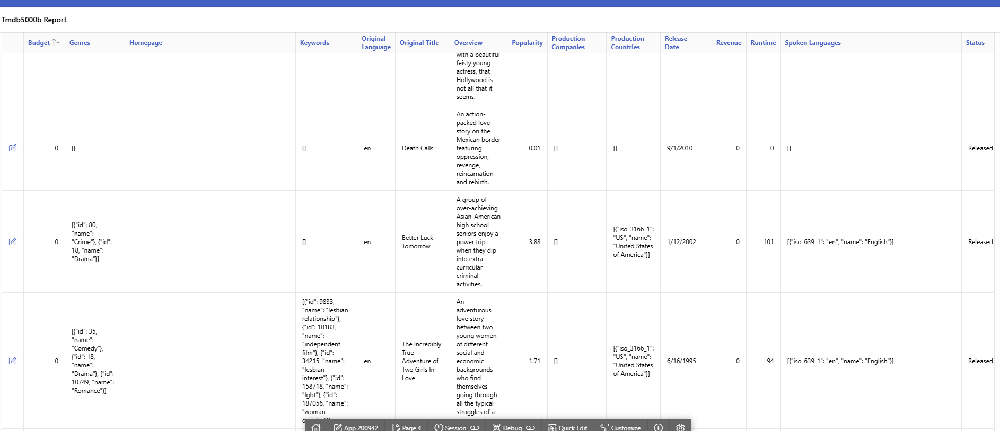 Tmdb5000b Report
Budget
Genres
Homepage
Keywords
Original
Language
Original Title
Overview
Popularity
Production
Companies
Production
Countries
Release
Date
Revenue
Runtime
Spoken Languages
Status
with a beautiful
feisty young
actress, that
Hollywood is
not all that it
seems.
0
[]
[]
en
Death Calls
An action-
packed love
story on the
Mexican border
featuring
oppression,
revenge,
reincarnation
and rebirth.
0.01
[]
[]
9/1/2010
0
0
[]
Released
0
[{"id": 80,
"name":
"Crime"}, {"id":
18, "name":
"Drama"}]
[]
en
Better Luck
Tomorrow
A group of
over-achieving
Asian-American
high school
seniors enjoy a
power trip
when they dip
into extra-
curricular
criminal
activities.
3.88
[]
[{"iso_3166_1":
"US", "name":
"United States
of America"}]
1/12/2002
0
101
[{"iso_639_1": "en", "name": "English"}]
Released
0
[{"id": 35,
"name":
"Comedy"},
{"id": 18,
"name":
"Drama"}, {"id":
10749, "name":
"Romance"}]
[{"id": 9833,
"name": "lesbian
relationship"},
{"id": 10183,
"name":
"independent
film"}, {"id":
34215, "name":
"lesbian
interest"}, {"id":
158718, "name":
"lgbt"}, {"id":
187056, "name":
"woman
en
The Incredibly
True
Adventure of
Two Girls In
Love
An
adventurous
love story
between two
young women
of different
social and
economic
backgrounds
who find
themselves
going through
all the typical
struggles of a
1.71
[]
[{"iso_3166_1":
"US", "name":
"United States
of America"}]
6/16/1995
0
94
[{"iso_639_1": "en", "name": "English"}]
Released
App 200942
Page 4
Session
Debug
Quick Edit
Customize